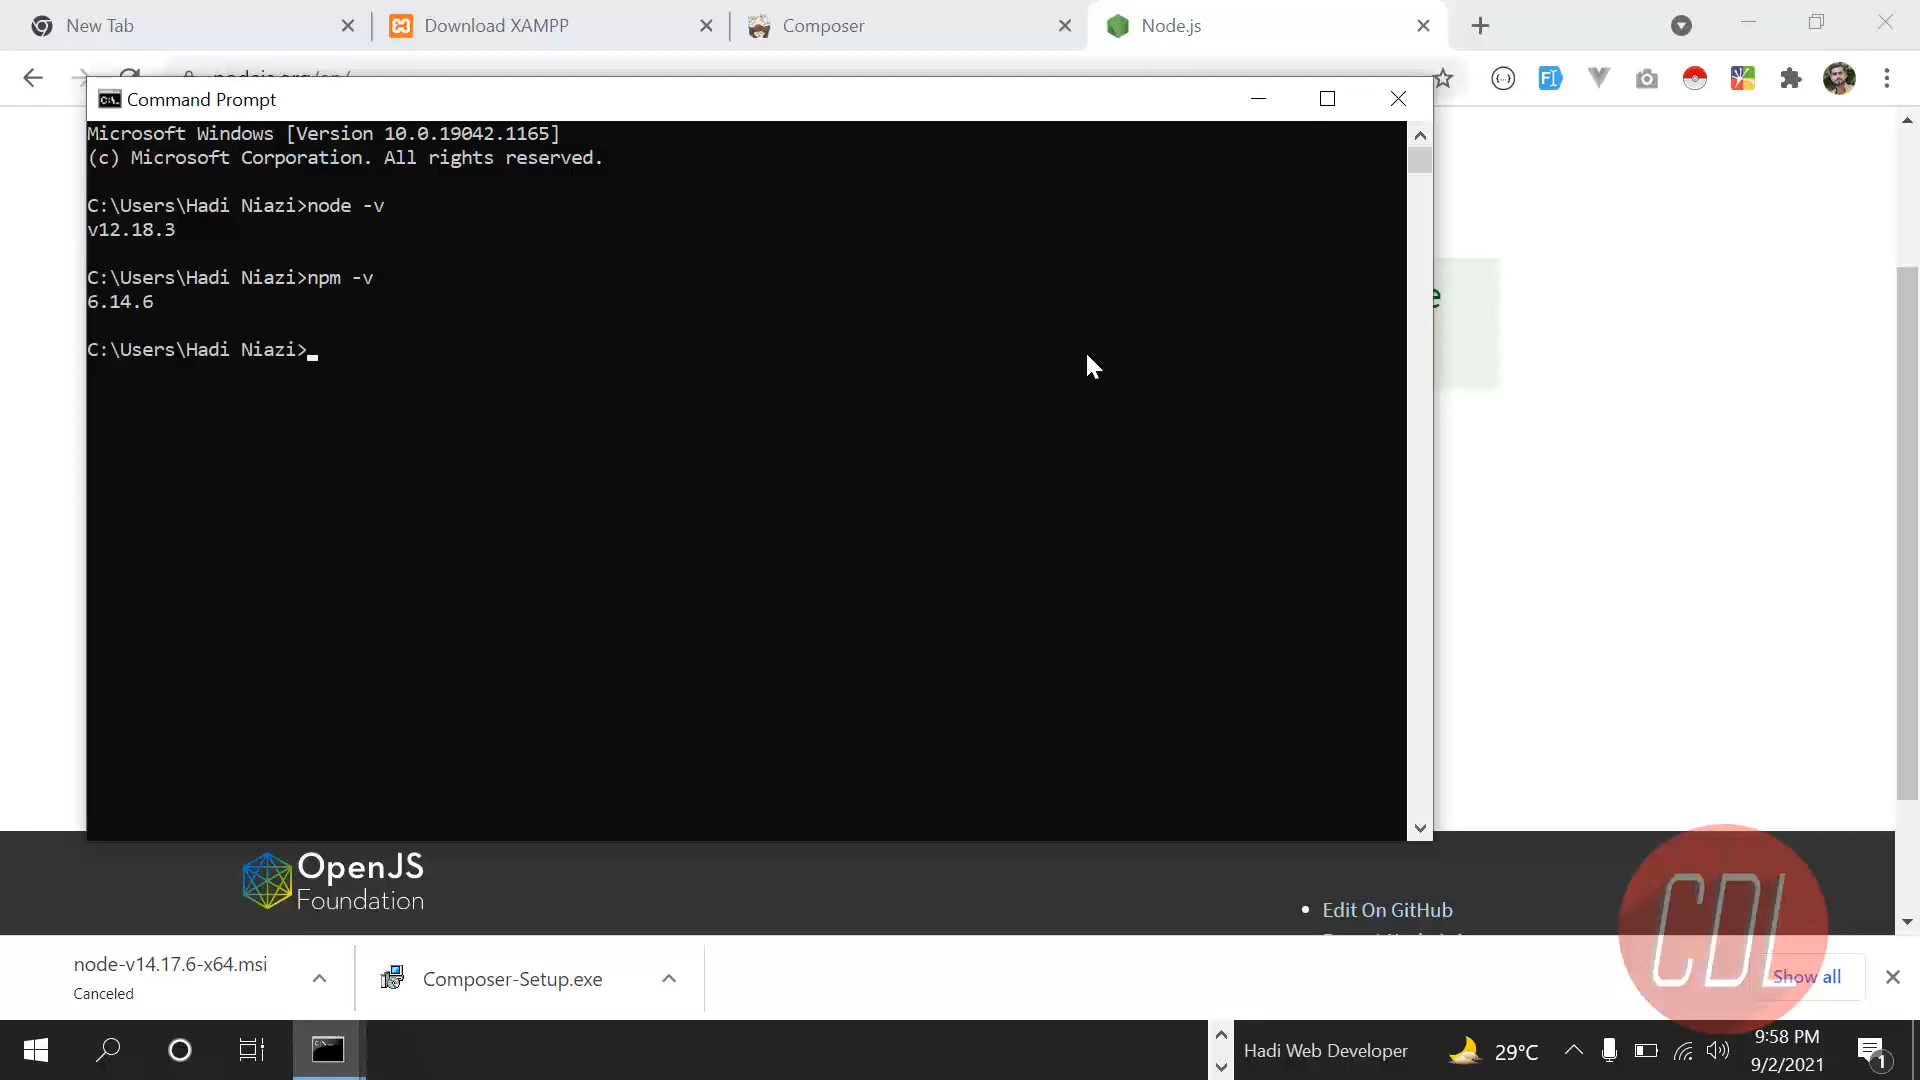 New Tab
Download XAMPP
Composer
Node.js
Command Prompt
Microsoft Windows [Version 10.0.19042.1165]
(c) Microsoft Corporation. All rights reserved.
C:\Users\Hadi Niazi>node -v
v12.18.3
C:\Users\Hadi Niazi>npm -v
6.14.6
C:\Users\Hadi Niazi>
e
OpenJS
Foundation
Edit On GitHub
CDL
node-v14.17.6-x64.msi
Canceled
Composer-Setup.exe
Show all
Hadi Web Developer
29°C
9:58 PM
9/2/2021
1